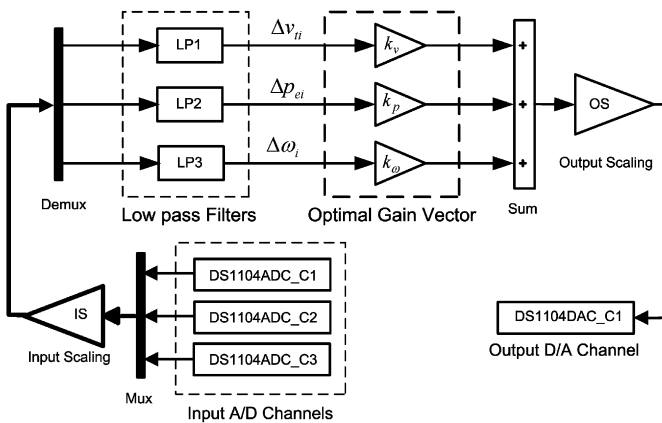 LP1
Δv_ti
k_v
+
LP2
Δp_ei
k_p
+
OS
LP3
Δω_i
k_ω
+
Output Scaling
Demux
Low pass Filters
Optimal Gain Vector
Sum
DS1104ADC_C1
IS
DS1104ADC_C2
DS1104DAC_C1
Input Scaling
DS1104ADC_C3
Output D/A Channel
Mux
Input A/D Channels